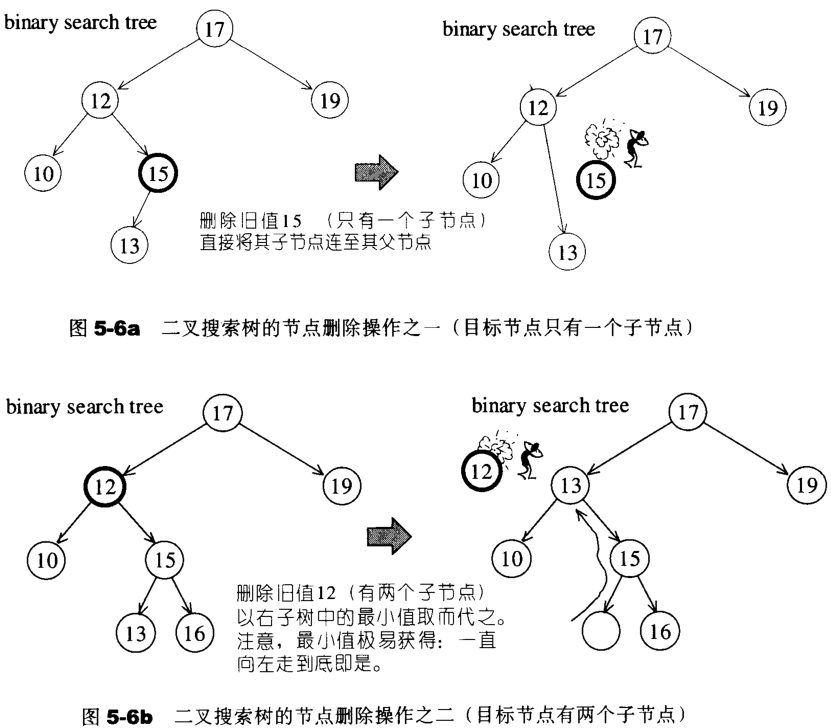 binary search tree
17
12
19
10
15
13
删除旧值15 （只有一个子节点）
直接将其子节点连至其父节点
binary search tree
17
12
19
10
15
13
图 5-6a 二叉搜索树的节点删除操作之一（目标节点只有一个子节点）
binary search tree
17
12
19
10
15
13
16
删除旧值12（有两个子节点）
以右子树中的最小值取而代之。
注意，最小值极易获得：一直
向左走到底即是。
binary search tree
17
12
13
19
10
15
16
图 5-6b 二叉搜索树的节点删除操作之二（目标节点有两个子节点）